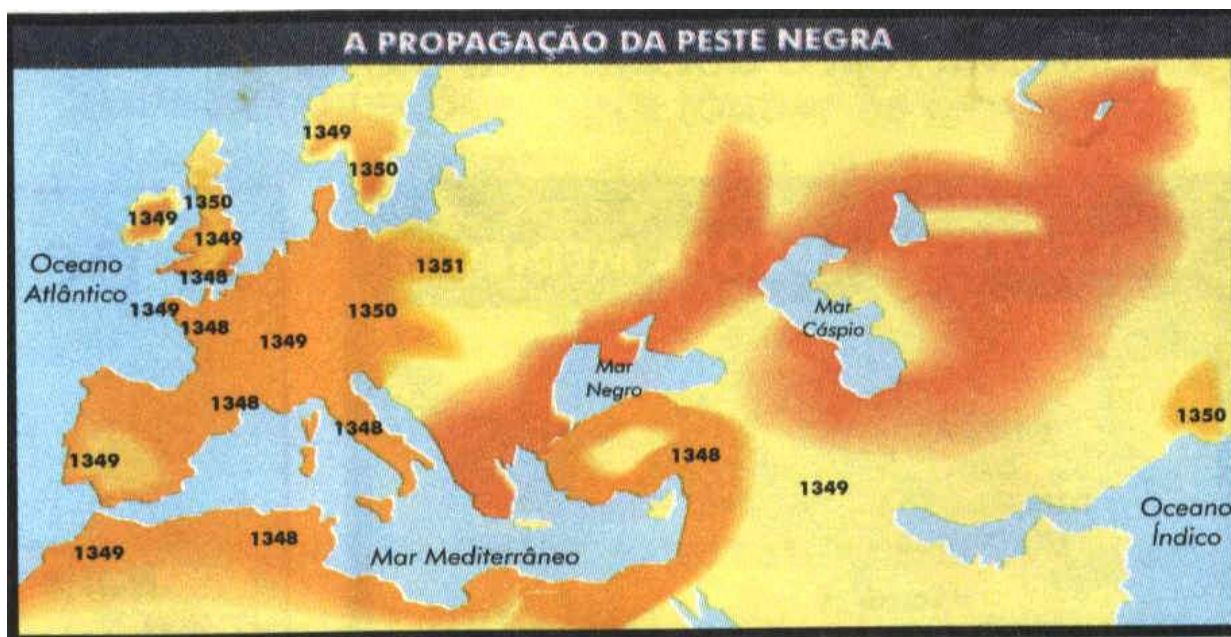 A PROPAGAÇÃO DA PESTE NEGRA
1349
1350
1350
1349
1349
1348
Oceano
Atlântico
1349
1348
1349
1351
1350
Mar
Negro
Mar
Cáspio
1348
1348
1349
1348
1349
1350
1349
1348
Mar Mediterrâneo
Oceano
Índico